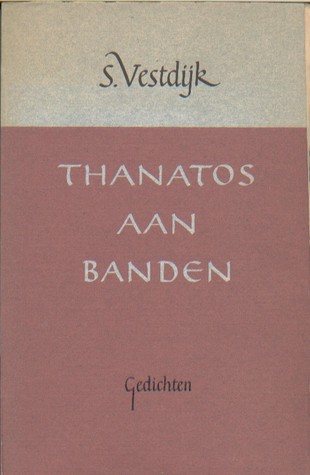 S. Vestdijk
THANATOS
AAN
BANDEN
Gedichten